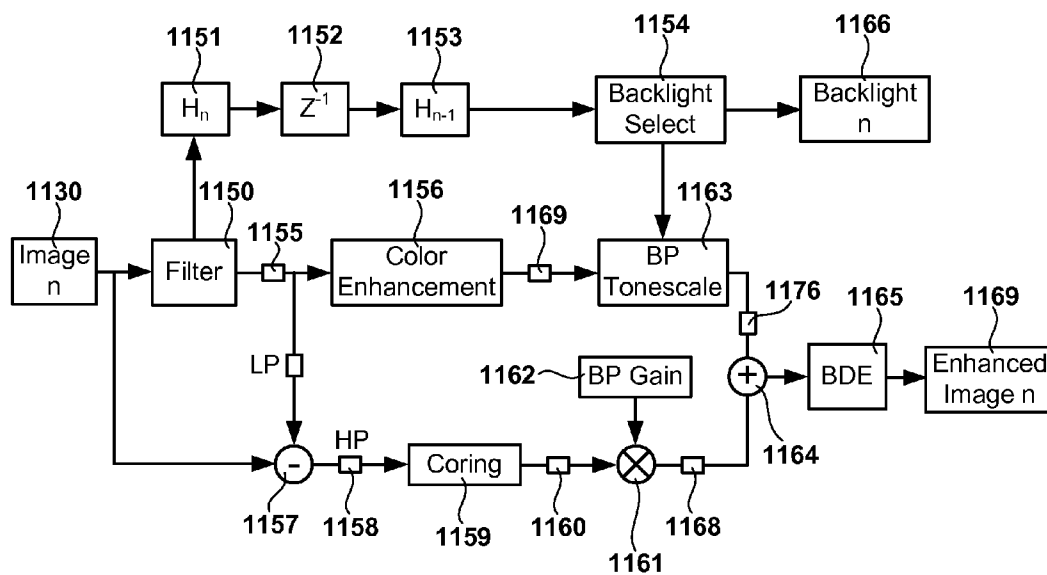 1151
1152
1153
1154
1166
H_n
Z^-1
H_n-1
Backlight
Select
Backlight
n
1130
1150
1155
1156
1169
1163
Image
n
Filter
Color
Enhancement
BP
Tonescale
1176
1165
1169
LP
1162
BP Gain
+
BDE
Enhanced
Image n
1164
HP
-
Coring
1157
1158
1159
1160
1161
1168